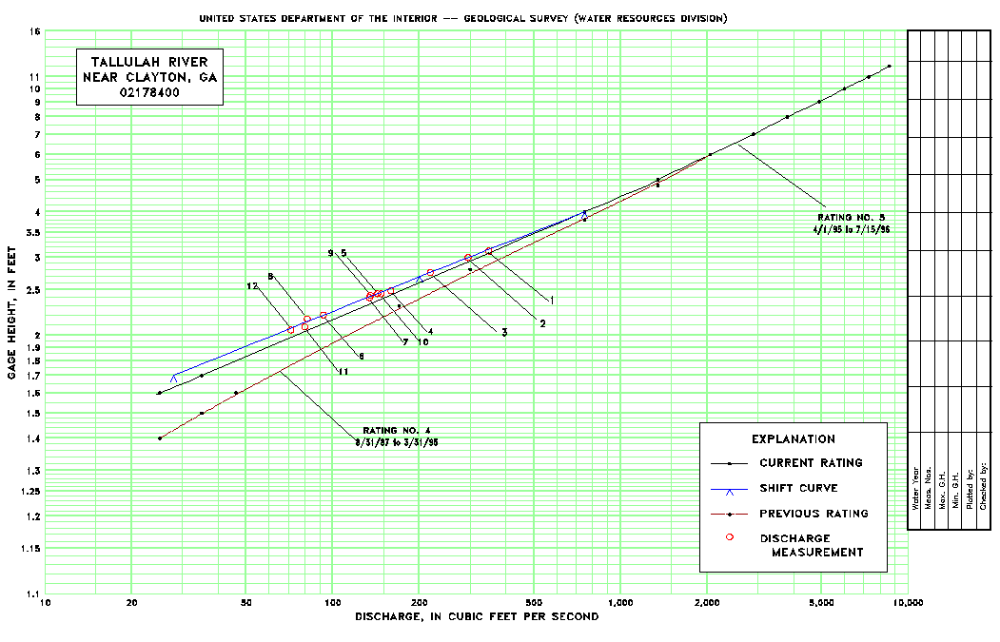 UNITED STATES DEPARTMENT OF THE INTERIOR -- GEOLOGICAL SURVEY (WATER RESOURCES DIVISION)
TALLULAH RIVER
NEAR CLAYTON, GA
02178400
16
11
10
9
8
7
6
5
4
3.5
3
2.5
2
1.9
1.8
1.7
1.6
1.5
1.4
1.3
1.25
1.2
1.15
1.1
GAGE HEIGHT, IN FEET
RATING NO. 5
4/1/95 to 7/15/96
9 5
8
12
1
2
3
4
10
7
6
11
RATING NO. 4
8/31/87 to 3/31/95
EXPLANATION
CURRENT RATING
SHIFT CURVE
PREVIOUS RATING
DISCHARGE
MEASUREMENT
Water Year
Meas. Nos.
Max. G.H.
Min. G.H.
Plotted by:
Checked by:
10 20 50 100 200 500 1,000 2,000 5,000 10,000
DISCHARGE, IN CUBIC FEET PER SECOND